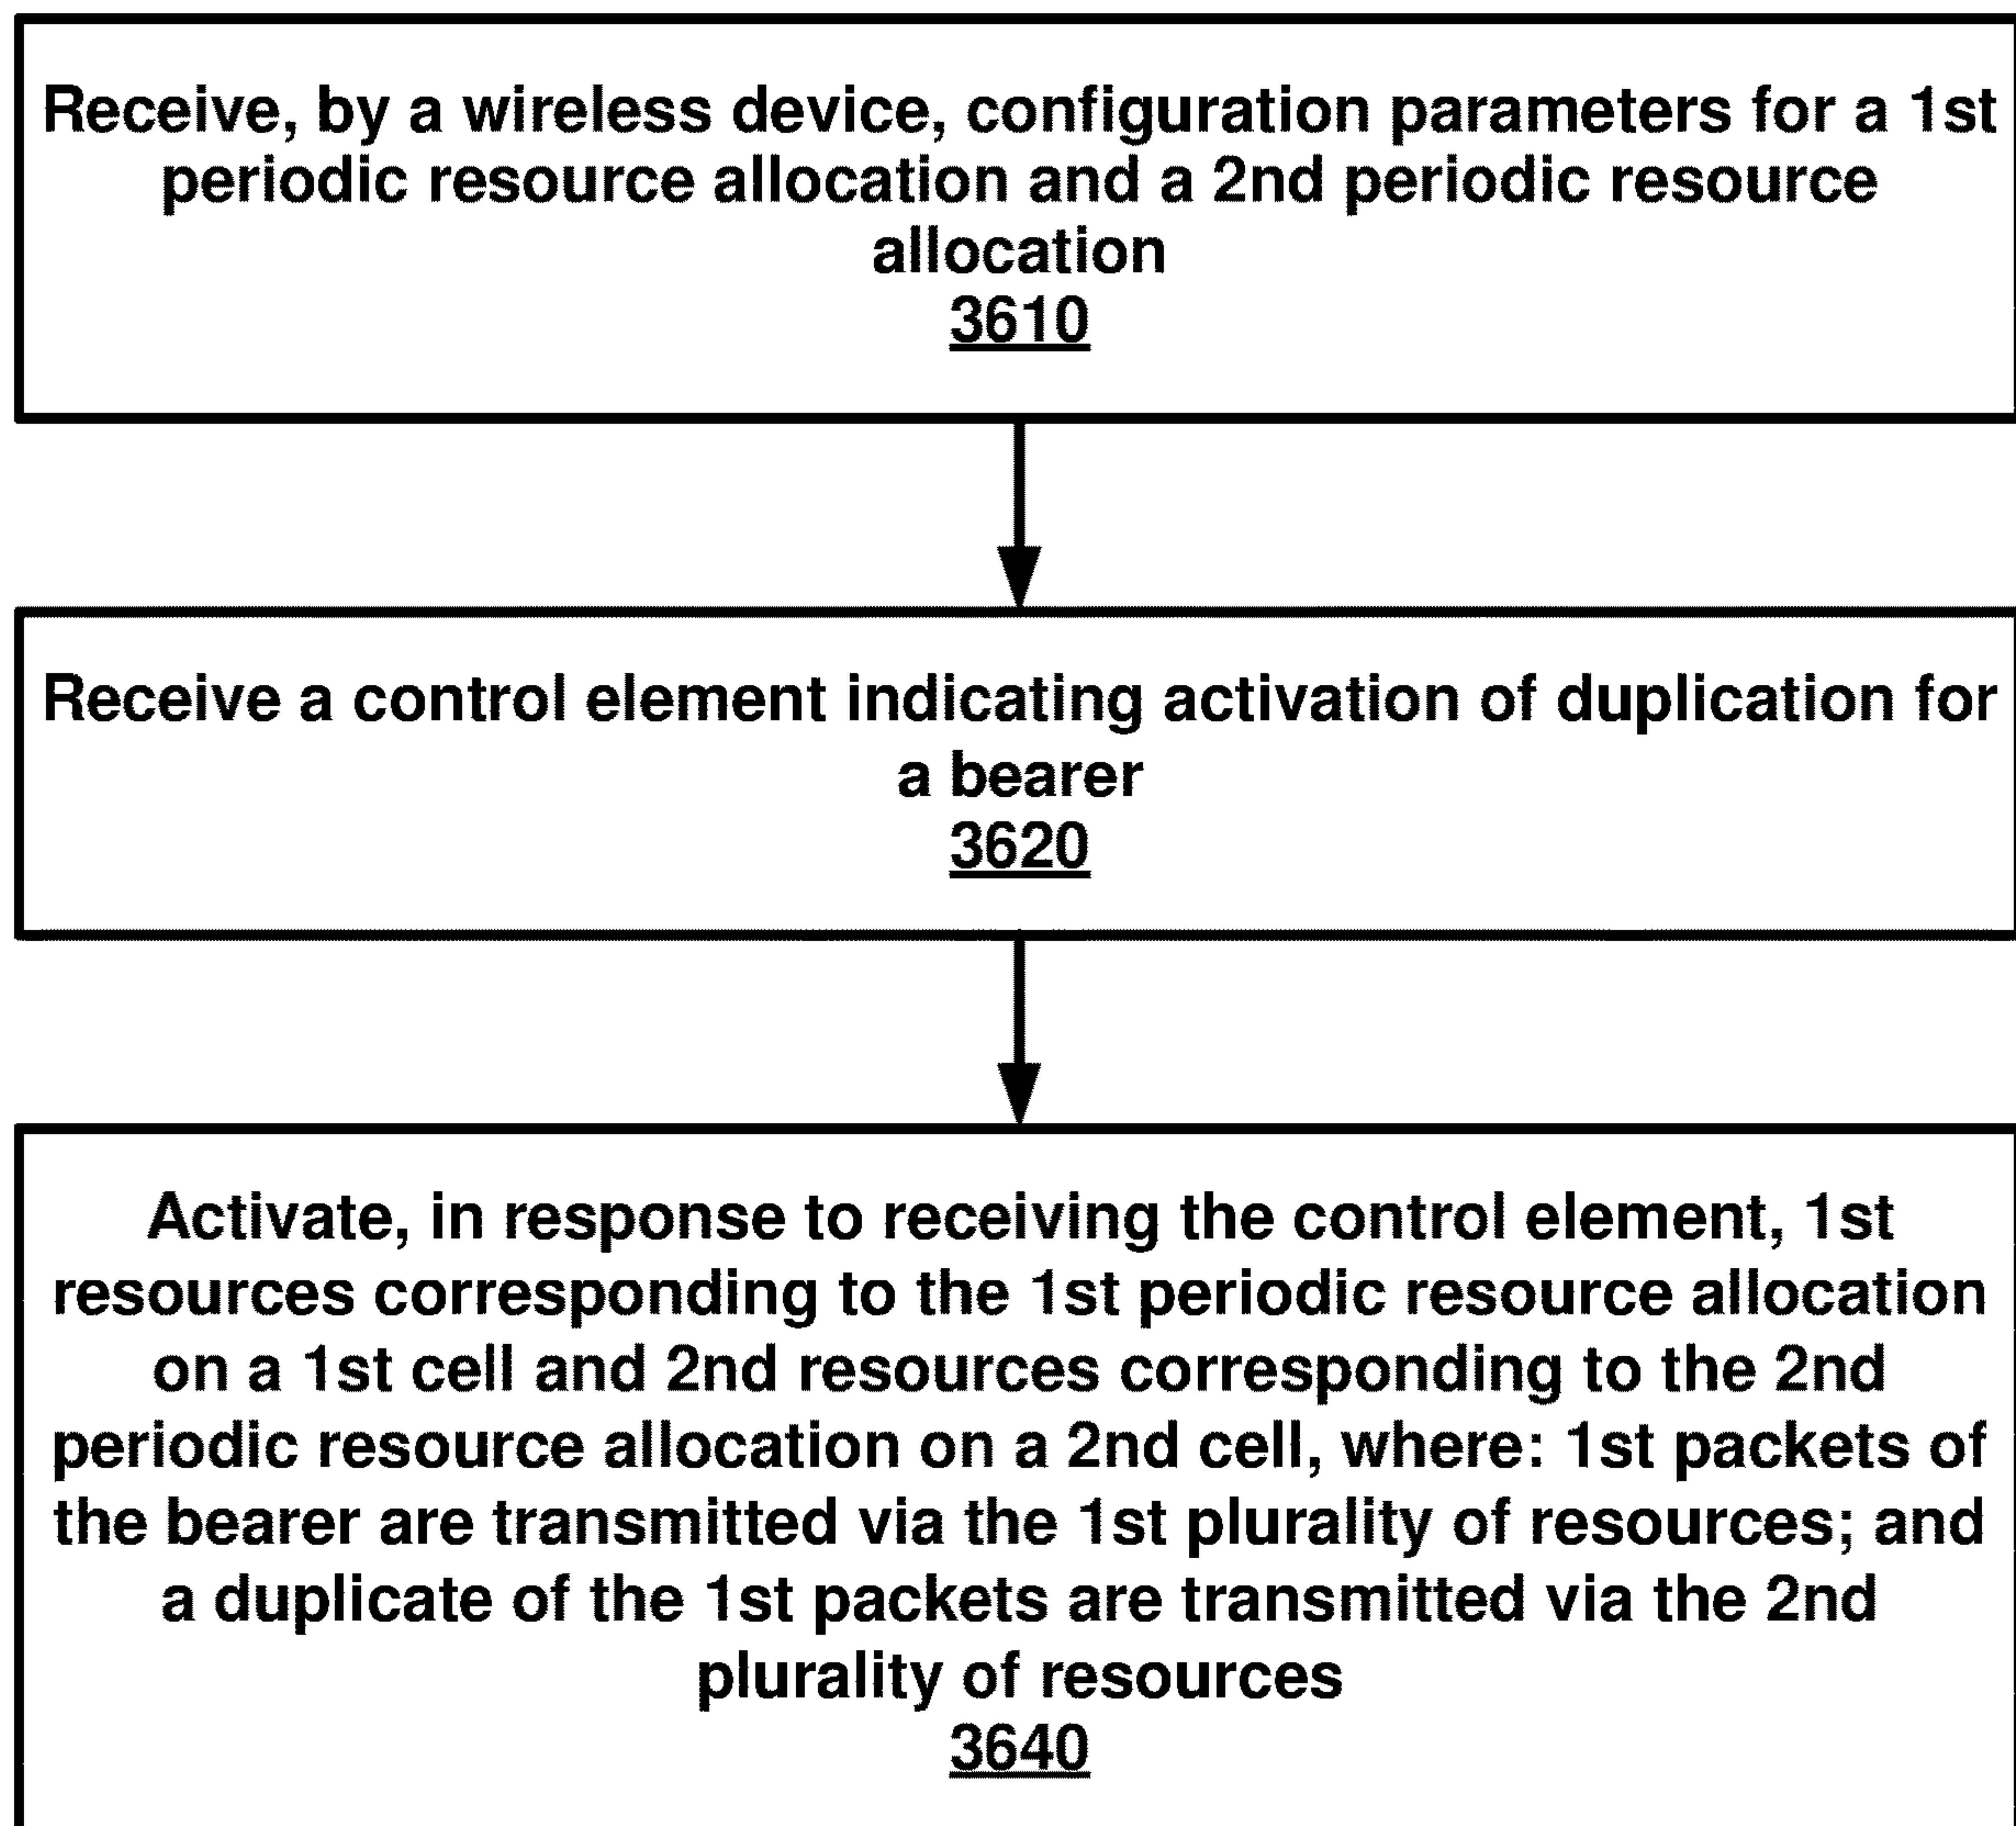 Receive, by a wireless device, configuration parameters for a 1st
periodic resource allocation and a 2nd periodic resource
allocation
3610
Receive a control element indicating activation of duplication for
a bearer
3620
Activate, in response to receiving the control element, 1st
resources corresponding to the 1st periodic resource allocation
on a 1st cell and 2nd resources corresponding to the 2nd
periodic resource allocation on a 2nd cell, where: 1st packets of
the bearer are transmitted via the 1st plurality of resources; and
a duplicate of the 1st packets are transmitted via the 2nd
plurality of resources
3640